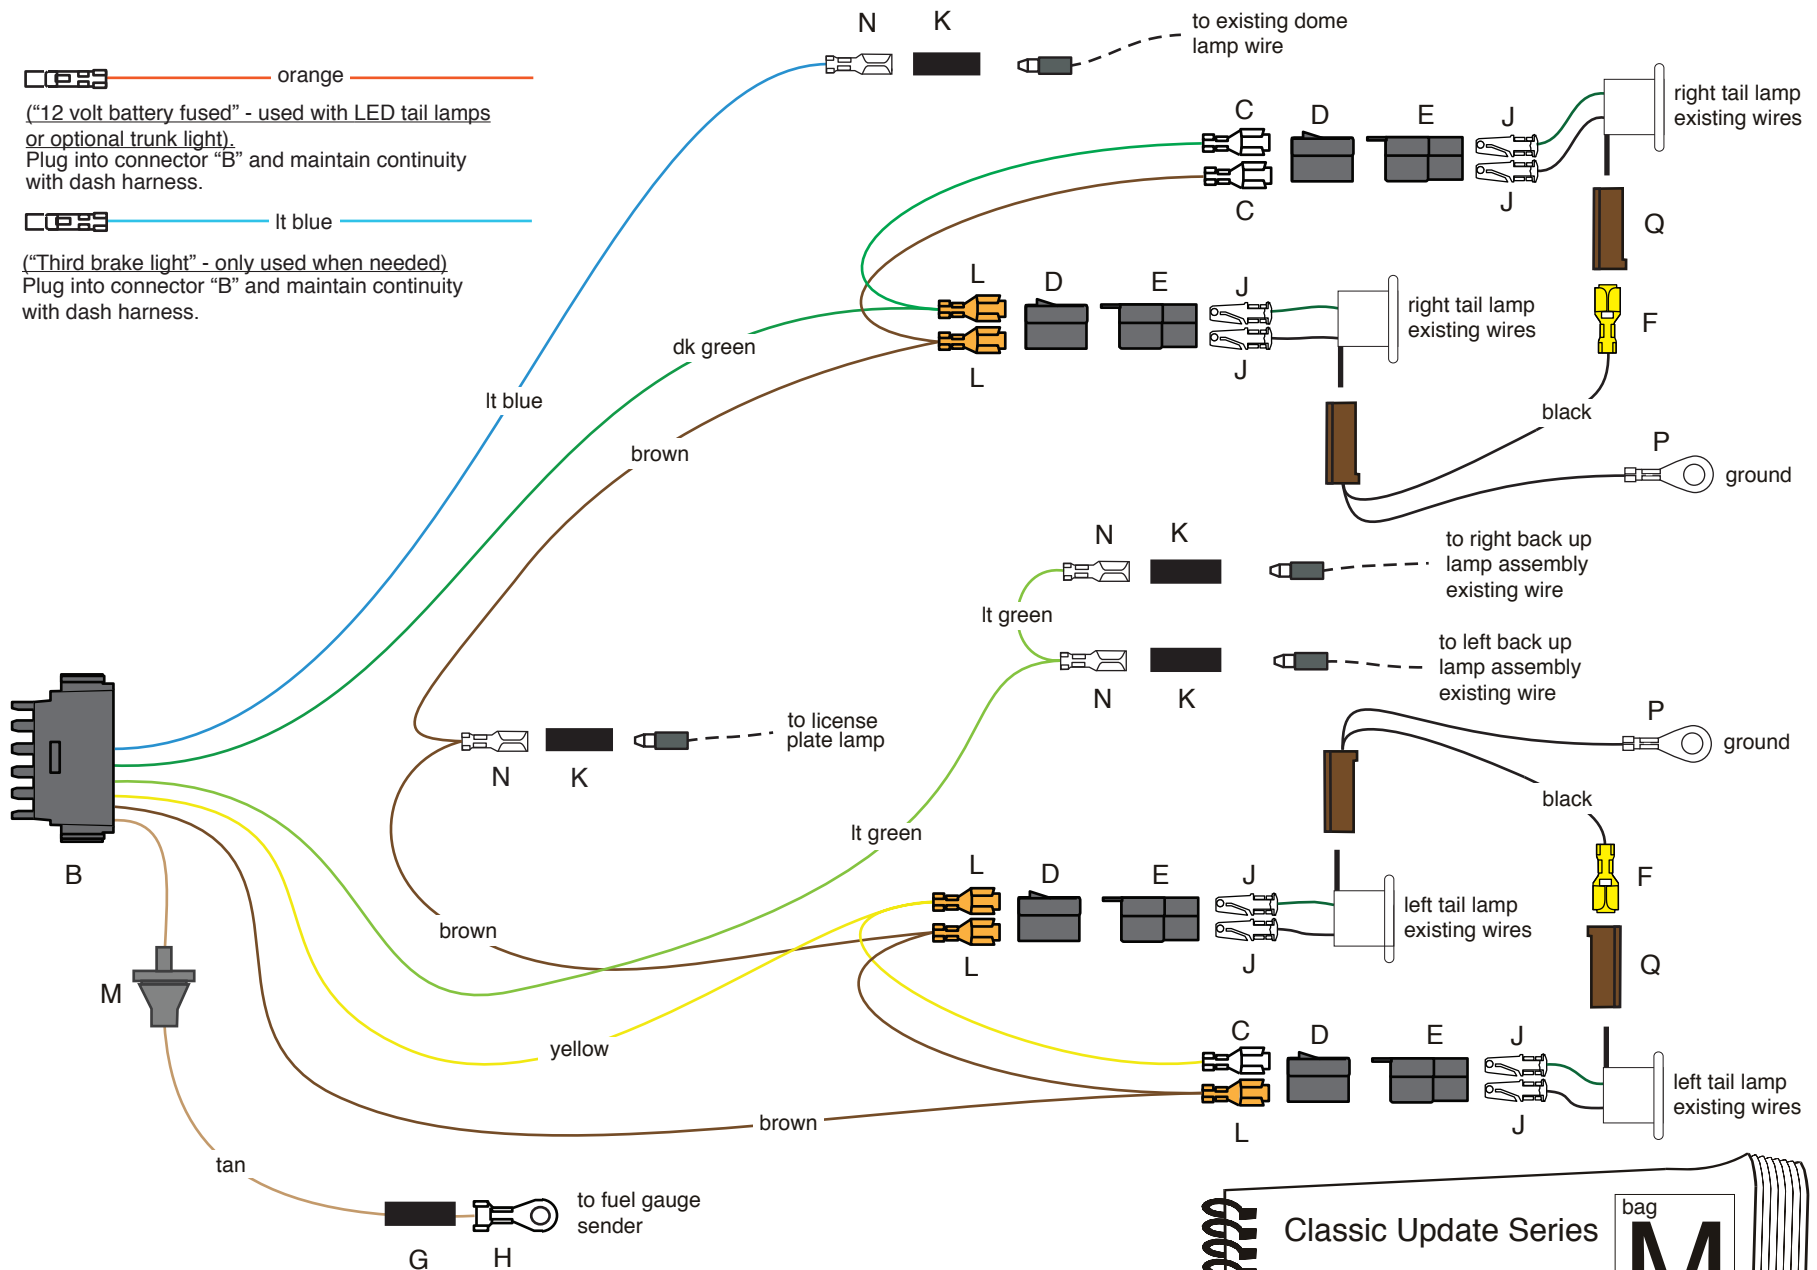 orange
(“12 volt battery fused” - used with LED tail lamps
or optional trunk light).
Plug into connector “B” and maintain continuity
with dash harness.
lt blue
(“Third brake light” - only used when needed)
Plug into connector “B” and maintain continuity
with dash harness.
N K
to existing dome
lamp wire
C D E J
right tail lamp
existing wires
C J
Q
L D E J
right tail lamp
existing wires
F
L J
dk green
lt blue
brown
black
P
ground
N K
to right back up
lamp assembly
existing wire
lt green
to left back up
lamp assembly
existing wire
N K
to license
plate lamp
N K
P
ground
black
lt green
B
L D E J
F
left tail lamp
existing wires
brown
L J
Q
M
yellow
C D E J
left tail lamp
existing wires
brown
L J
tan
to fuel gauge
sender
G H
Classic Update Series
bag
M